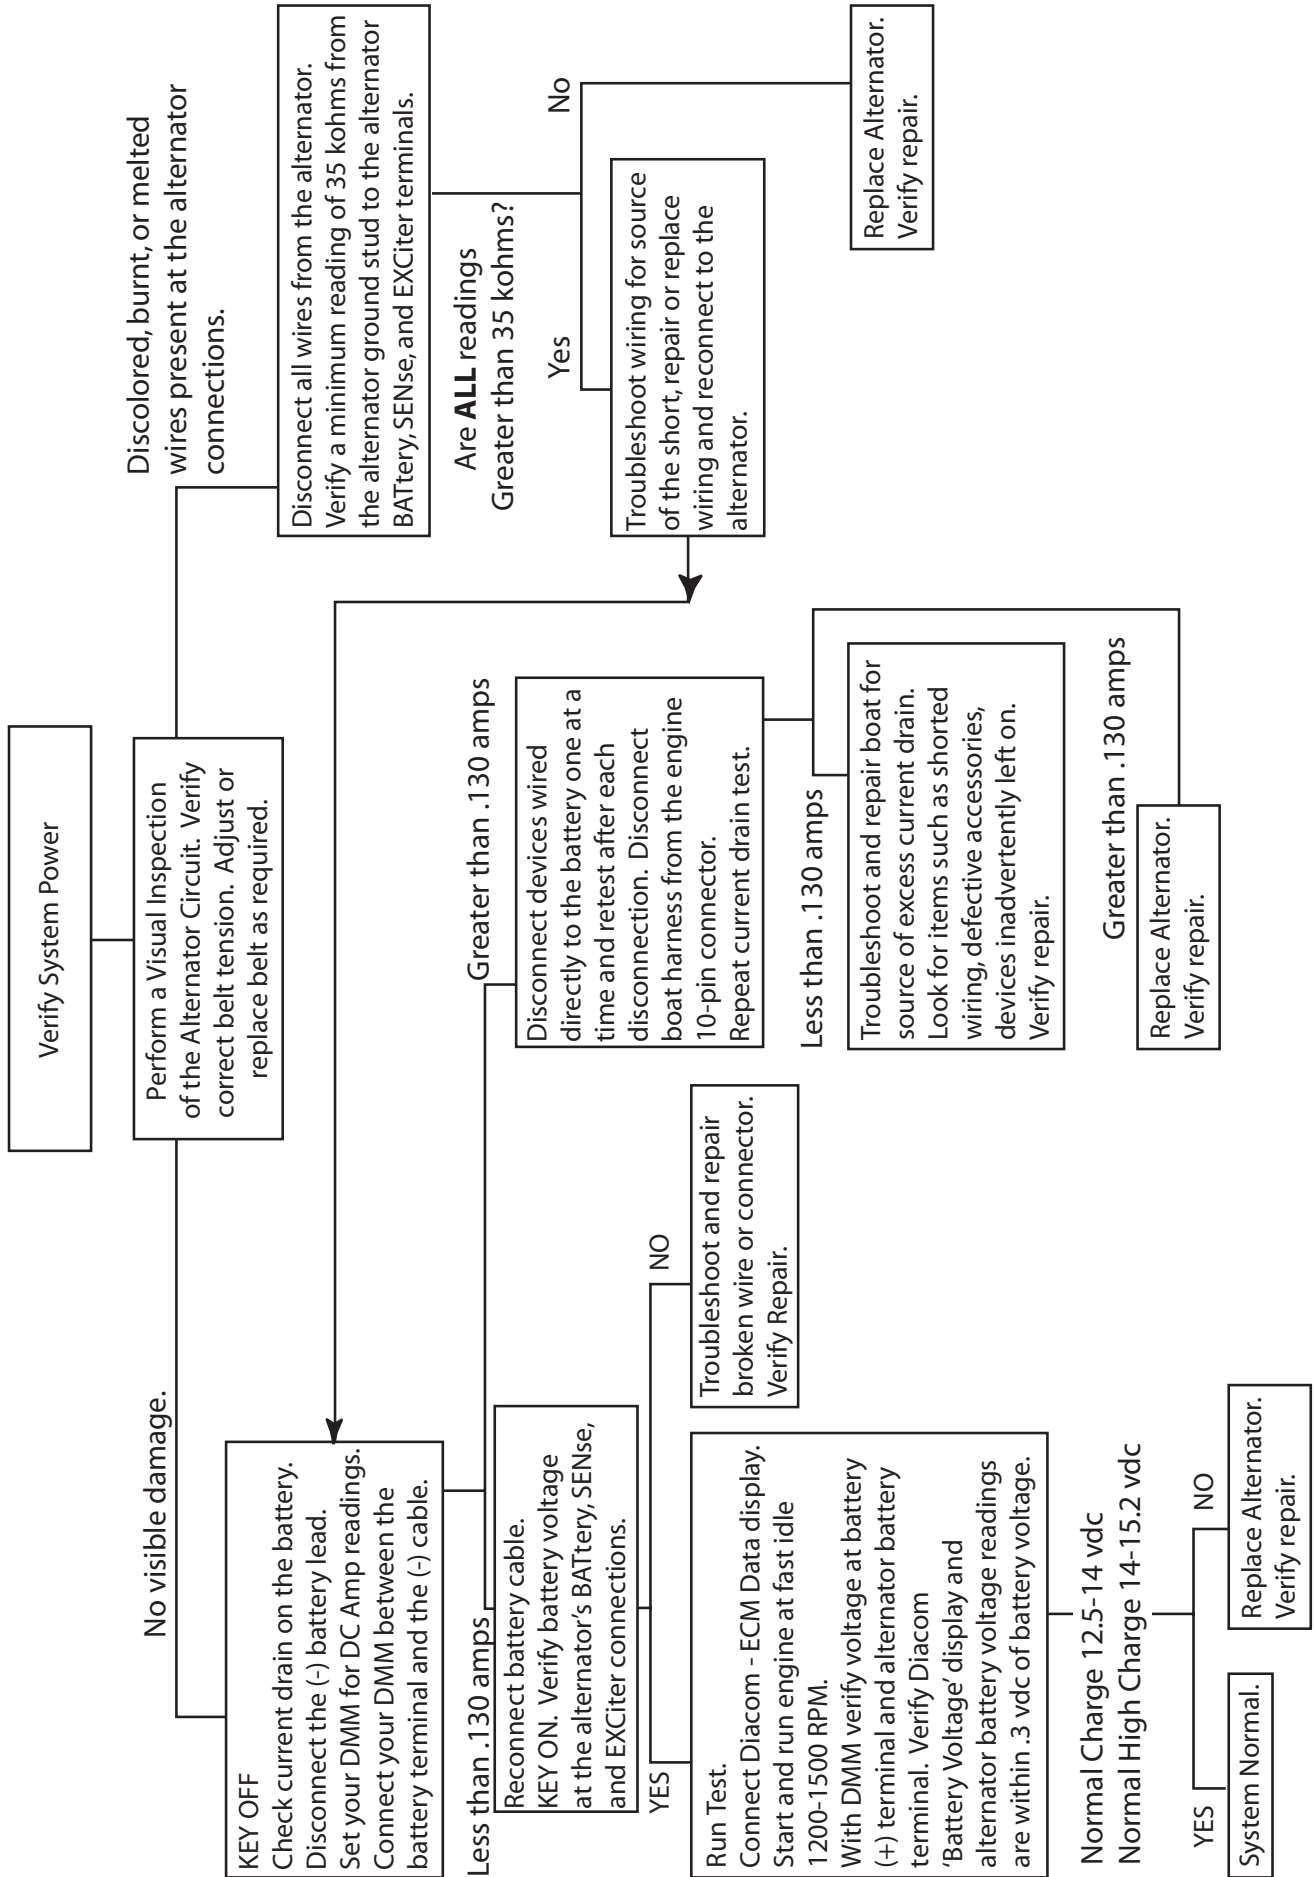 Verify System Power
Perform a Visual Inspection
of the Alternator Circuit. Verify
correct belt tension. Adjust or
replace belt as required.
No visible damage.
Discolored, burnt, or melted
wires present at the alternator
connections.
KEY OFF
Check current drain on the battery.
Disconnect the (-) battery lead.
Set your DMM for DC Amp readings.
Connect your DMM between the
battery terminal and the (-) cable.
Disconnect all wires from the alternator.
Verify a minimum reading of 35 kohms from
the alternator ground stud to the alternator
BATtery, SENse, and EXCiter terminals.
Are ALL readings
Greater than 35 kohms?
Yes
No
Troubleshoot wiring for source
of the short, repair or replace
wiring and reconnect to the
alternator.
Replace Alternator.
Verify repair.
Less than .130 amps
Greater than .130 amps
Reconnect battery cable.
KEY ON. Verify battery voltage
at the alternator's BATtery, SENse,
and EXCiter connections.
Disconnect devices wired
directly to the battery one at a
time and retest after each
disconnection. Disconnect
boat harness from the engine
10-pin connector.
Repeat current drain test.
YES
NO
Troubleshoot and repair
broken wire or connector.
Verify Repair.
Less than .130 amps
Troubleshoot and repair boat for
source of excess current drain.
Look for items such as shorted
wiring, defective accessories,
devices inadvertently left on.
Verify repair.
Greater than .130 amps
Replace Alternator.
Verify repair.
Run Test.
Connect Diacom - ECM Data display.
Start and run engine at fast idle
1200-1500 RPM.
With DMM verify voltage at battery
(+) terminal and alternator battery
terminal. Verify Diacom
'Battery Voltage' display and
alternator battery voltage readings
are within .3 vdc of battery voltage.
Normal Charge 12.5-14 vdc
Normal High Charge 14-15.2 vdc
YES
NO
System Normal.
Replace Alternator.
Verify repair.